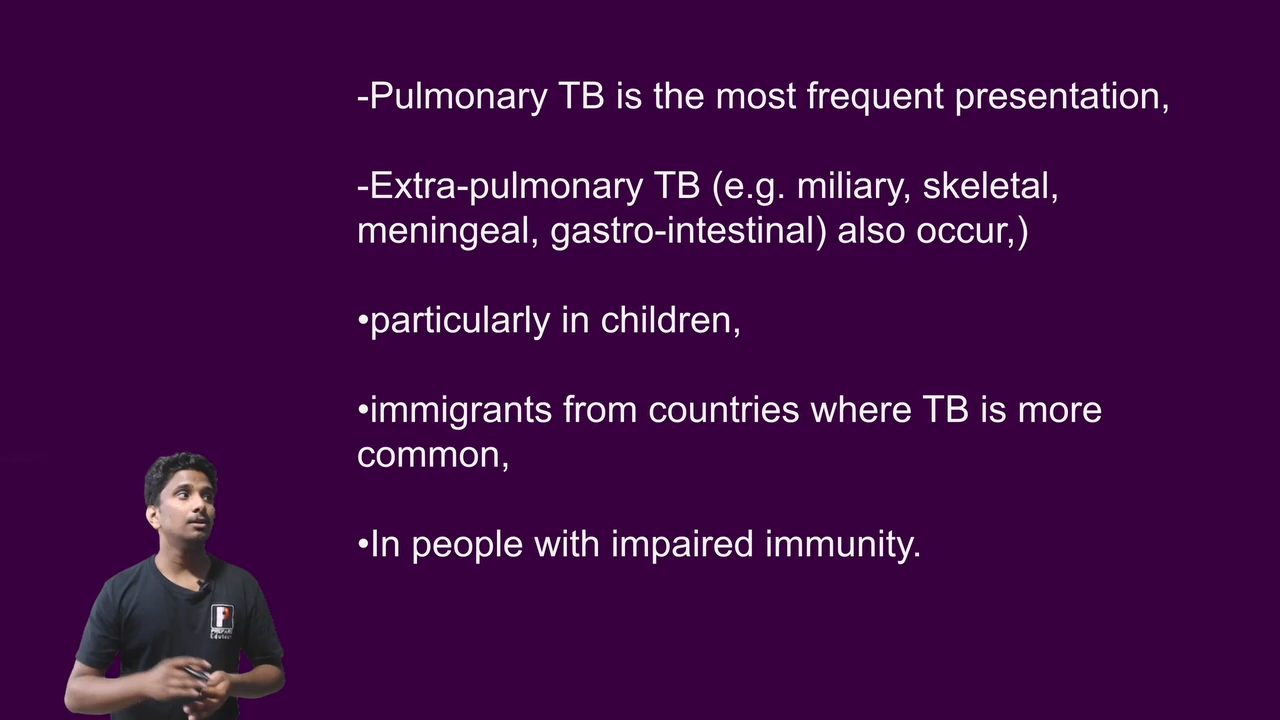 -Pulmonary TB is the most frequent presentation,
-Extra-pulmonary TB (e.g. miliary, skeletal,
meningeal, gastro-intestinal) also occur,)
•particularly in children,
•immigrants from countries where TB is more
common,
•In people with impaired immunity.